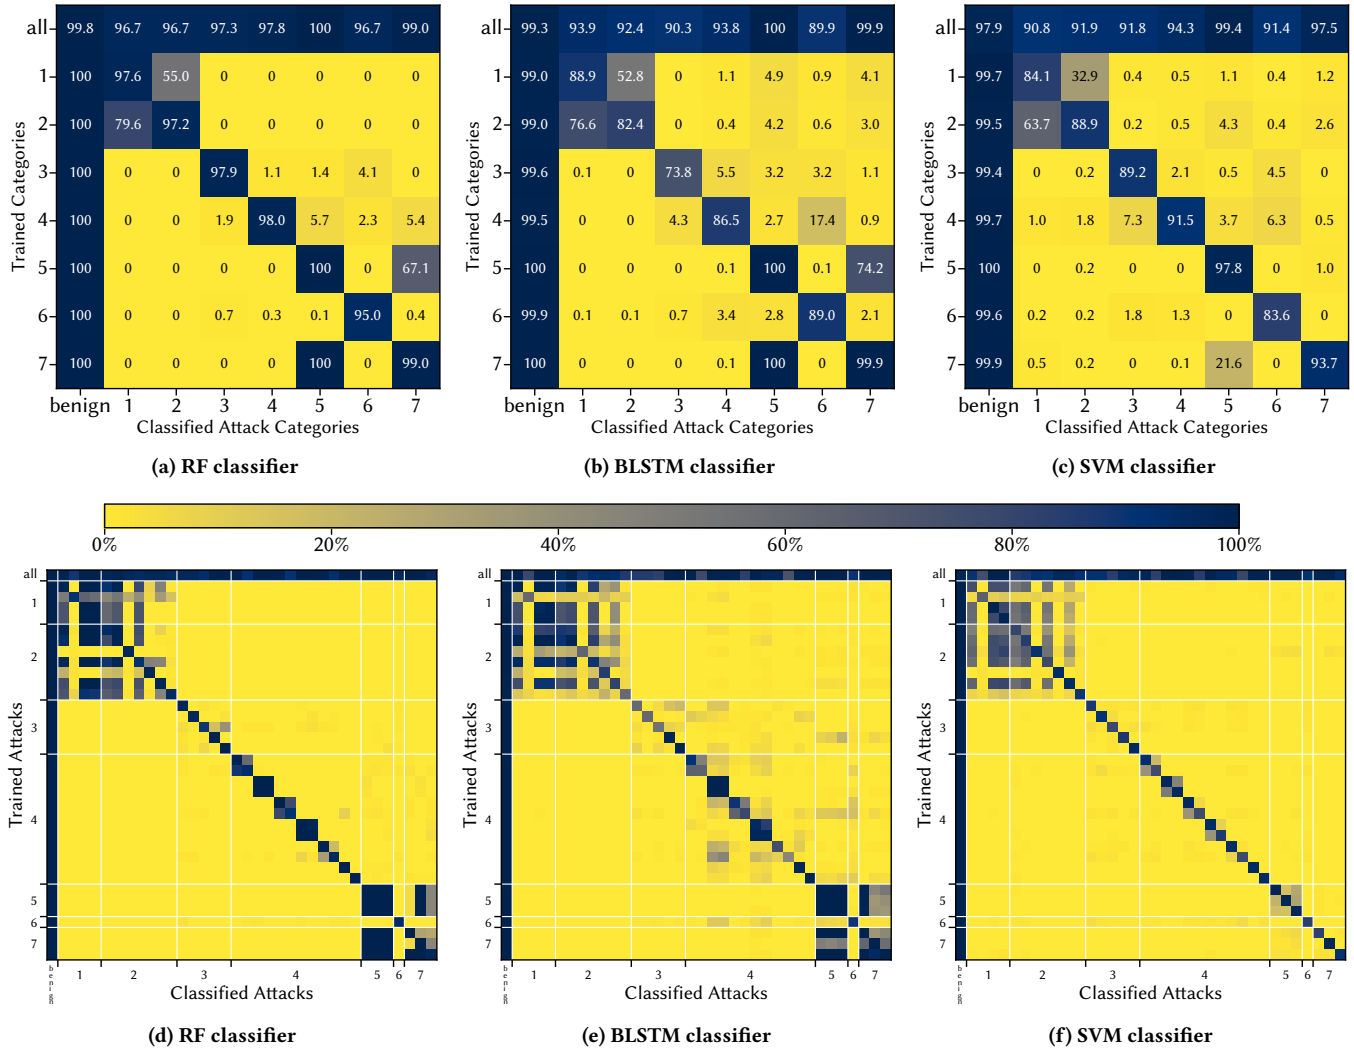 all 99.8 96.7 96.7 97.3 97.8 100 96.7 99.0
1 100 97.6 55.0 0 0 0 0 0
2 100 79.6 97.2 0 0 0 0 0
3 100 0 0 97.9 1.1 1.4 4.1 0
4 100 0 0 1.9 98.0 5.7 2.3 5.4
5 100 0 0 0 0 100 0 67.1
6 100 0 0 0.7 0.3 0.1 95.0 0.4
7 100 0 0 0 0 100 0 99.0
Trained Categories
benign 1 2 3 4 5 6 7
Classified Attack Categories
(a) RF classifier
all 99.3 93.9 92.4 90.3 93.8 100 89.9 99.9
1 99.0 88.9 52.8 0 1.1 4.9 0.9 4.1
2 99.0 76.6 82.4 0 0.4 4.2 0.6 3.0
3 99.6 0.1 0 73.8 5.5 3.2 3.2 1.1
4 99.5 0 0 4.3 86.5 2.7 17.4 0.9
5 100 0 0 0 0.1 100 0.1 74.2
6 99.9 0.1 0.1 0.7 3.4 2.8 89.0 2.1
7 100 0 0 0 0.1 100 0 99.9
Trained Categories
benign 1 2 3 4 5 6 7
Classified Attack Categories
(b) BLSTM classifier
all 97.9 90.8 91.9 91.8 94.3 99.4 91.4 97.5
1 99.7 84.1 32.9 0.4 0.5 1.1 0.4 1.2
2 99.5 63.7 88.9 0.2 0.5 4.3 0.4 2.6
3 99.4 0 0.2 89.2 2.1 0.5 4.5 0
4 99.7 1.0 1.8 7.3 91.5 3.7 6.3 0.5
5 100 0 0.2 0 0 97.8 0 1.0
6 99.6 0.2 0.2 1.8 1.3 0 83.6 0
7 99.9 0.5 0.2 0 0.1 21.6 0 93.7
Trained Categories
benign 1 2 3 4 5 6 7
Classified Attack Categories
(c) SVM classifier
0% 20% 40% 60% 80% 100%
all
1
2
3
4
5
6
7
Trained Attacks
benign 1 2 3 4 5 6 7
Classified Attacks
(d) RF classifier
all
1
2
3
4
5
6
7
Trained Attacks
benign 1 2 3 4 5 6 7
Classified Attacks
(e) BLSTM classifier
all
1
2
3
4
5
6
7
Trained Attacks
benign 1 2 3 4 5 6 7
Classified Attacks
(f) SVM classifier